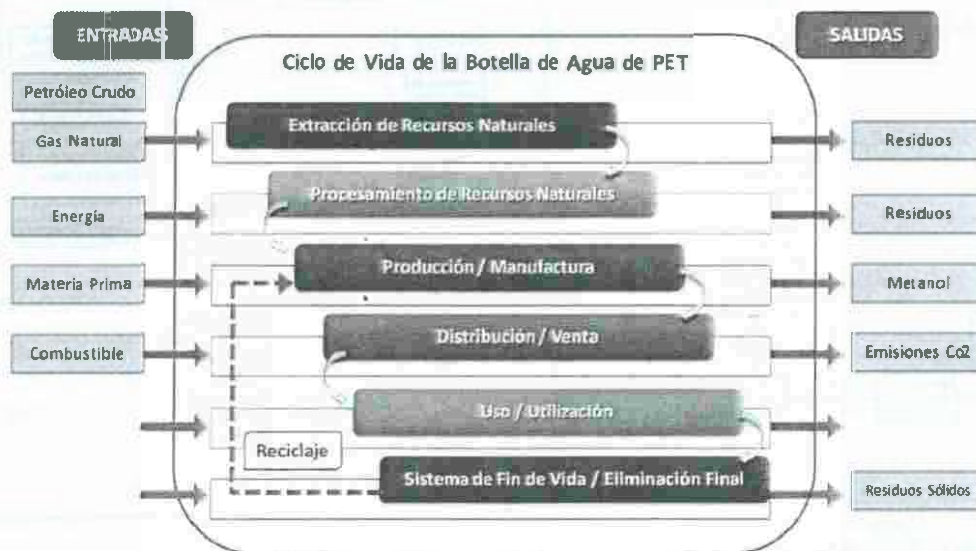 ENTRADAS
SALIDAS
Ciclo de Vida de la Botella de Agua de PET
Petróleo Crudo
Gas Natural
Extracción de Recursos Naturales
Residuos
Energía
Procesamiento de Recursos Naturales
Residuos
Materia Prima
Producción / Manufactura
Metanol
Combustible
Distribución / Venta
Emisiones Co2
Uso / Utilización
Reciclaje
Sistema de Fin de Vida / Eliminación Final
Residuos Sólidos